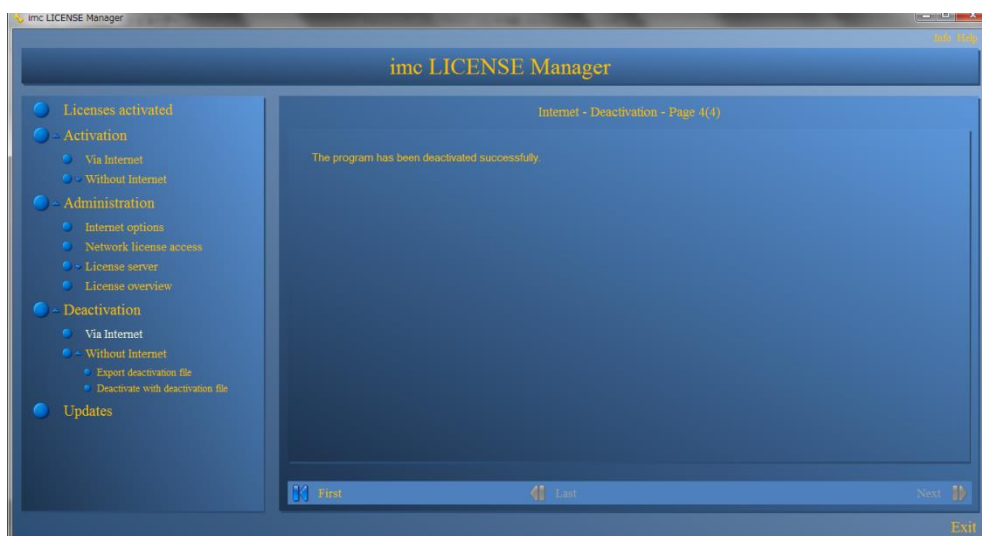 imc LICENSE Manager
Info Help
imc LICENSE Manager
Licenses activated
Activation
Via Internet
Without Internet
Administration
Internet options
Network license access
License server
License overview
Deactivation
Via Internet
Without Internet
Export deactivation file
Deactivate with deactivation file
Updates
Internet - Deactivation - Page 4(4)
The program has been deactivated successfully.
First
Last
Next
Exit